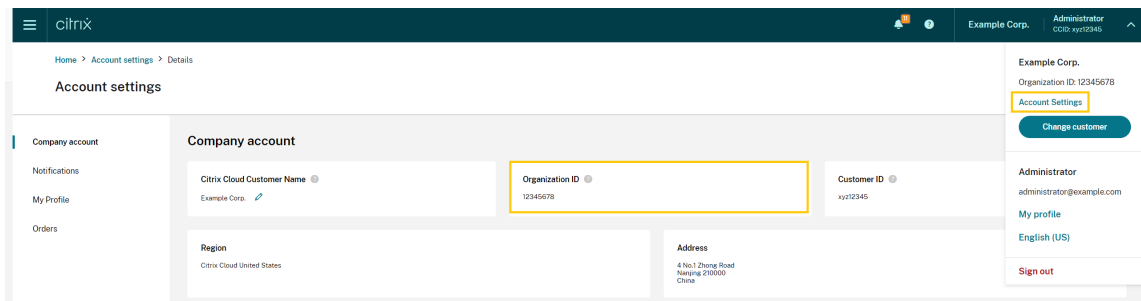 citrix
11
?
Example Corp.
Administrator
CCID: xyz12345
Home > Account settings > Details
Account settings
Example Corp.
Organization ID: 12345678
Account Settings
Change customer
Administrator
administrator@example.com
My profile
English (US)
Sign out
Company account
Notifications
My Profile
Orders
Company account
Citrix Cloud Customer Name ?
Example Corp.
Organization ID ?
12345678
Customer ID ?
xyz12345
Region
Citrix Cloud United States
Address
4 No.1 Zhong Road
Nanjing 210000
China